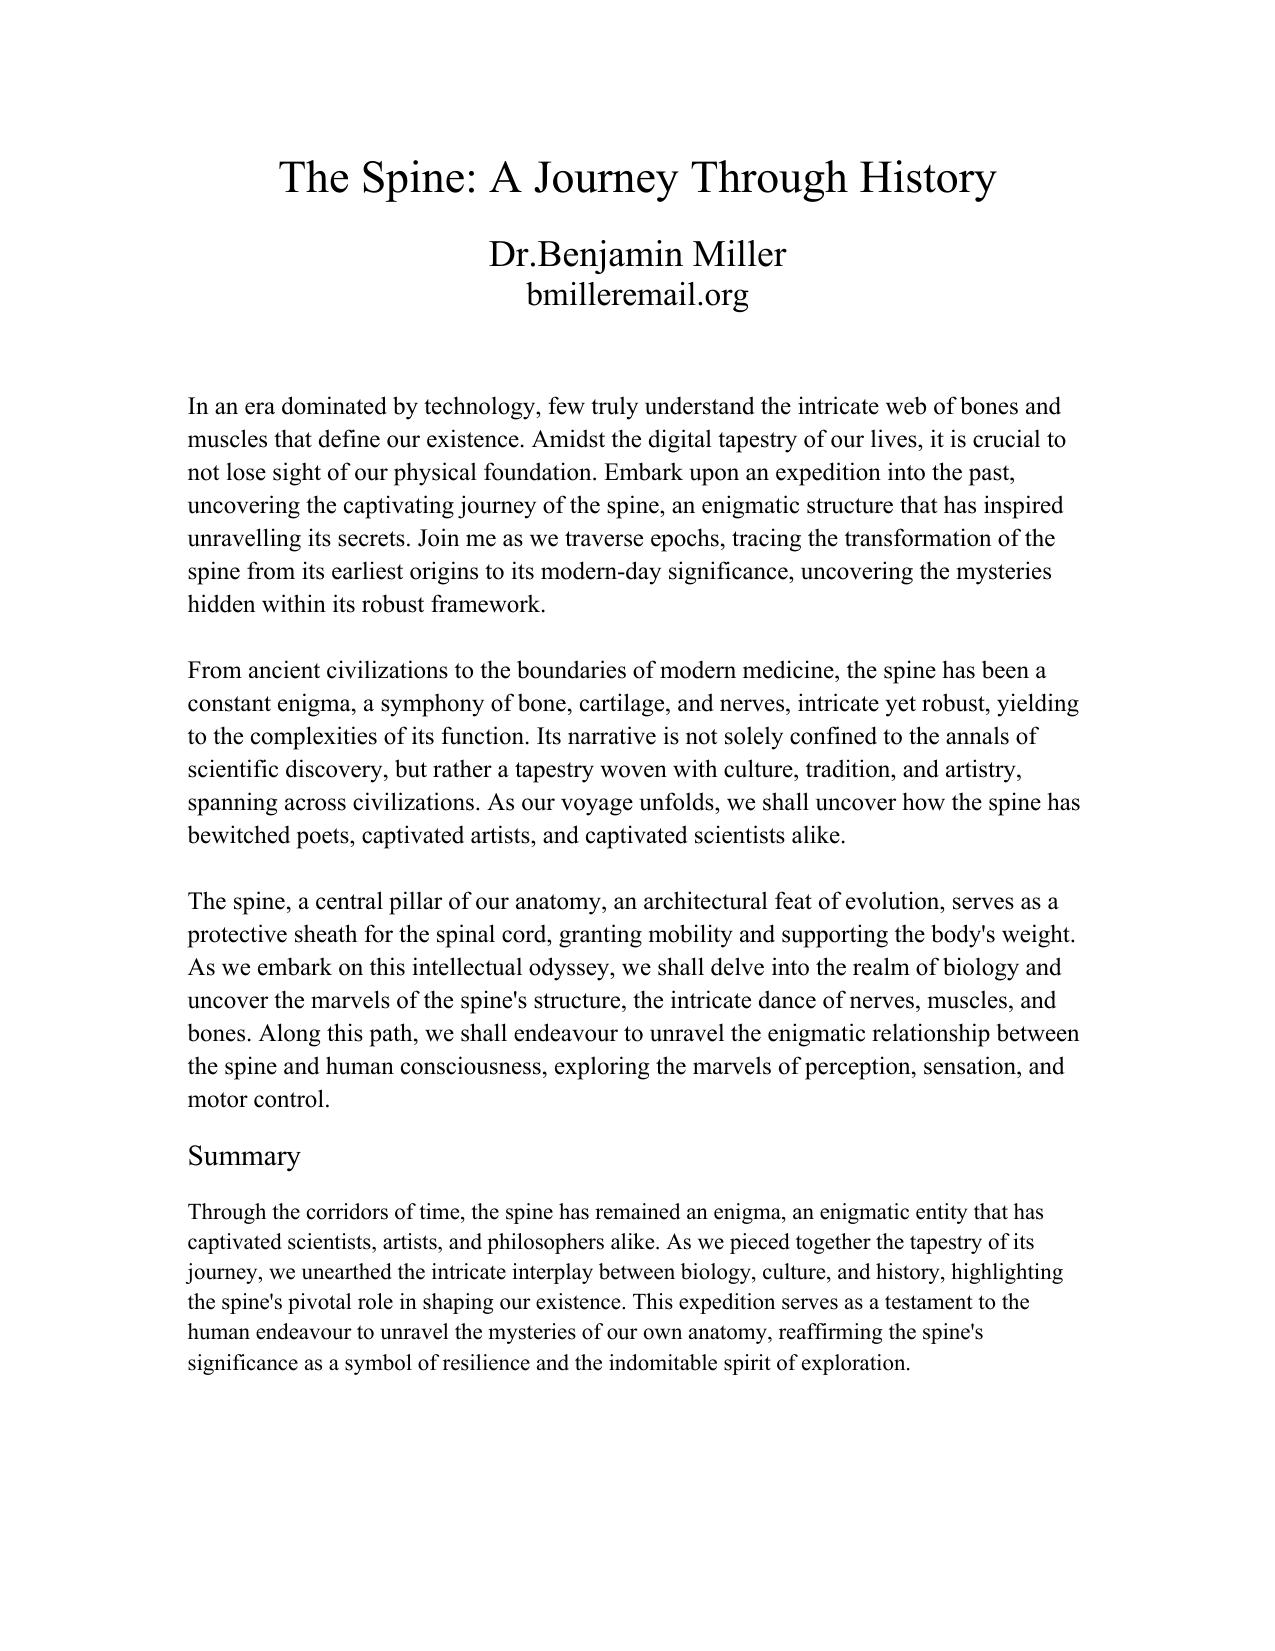 The Spine: A Journey Through History
Dr.Benjamin Miller
bmilleremail.org
In an era dominated by technology, few truly understand the intricate web of bones and
muscles that define our existence. Amidst the digital tapestry of our lives, it is crucial to
not lose sight of our physical foundation. Embark upon an expedition into the past,
uncovering the captivating journey of the spine, an enigmatic structure that has inspired
unravelling its secrets. Join me as we traverse epochs, tracing the transformation of the
spine from its earliest origins to its modern-day significance, uncovering the mysteries
hidden within its robust framework.
From ancient civilizations to the boundaries of modern medicine, the spine has been a
constant enigma, a symphony of bone, cartilage, and nerves, intricate yet robust, yielding
to the complexities of its function. Its narrative is not solely confined to the annals of
scientific discovery, but rather a tapestry woven with culture, tradition, and artistry,
spanning across civilizations. As our voyage unfolds, we shall uncover how the spine has
bewitched poets, captivated artists, and captivated scientists alike.
The spine, a central pillar of our anatomy, an architectural feat of evolution, serves as a
protective sheath for the spinal cord, granting mobility and supporting the body's weight.
As we embark on this intellectual odyssey, we shall delve into the realm of biology and
uncover the marvels of the spine's structure, the intricate dance of nerves, muscles, and
bones. Along this path, we shall endeavour to unravel the enigmatic relationship between
the spine and human consciousness, exploring the marvels of perception, sensation, and
motor control.
Summary
Through the corridors of time, the spine has remained an enigma, an enigmatic entity that has
captivated scientists, artists, and philosophers alike. As we pieced together the tapestry of its
journey, we unearthed the intricate interplay between biology, culture, and history, highlighting
the spine's pivotal role in shaping our existence. This expedition serves as a testament to the
human endeavour to unravel the mysteries of our own anatomy, reaffirming the spine's
significance as a symbol of resilience and the indomitable spirit of exploration.